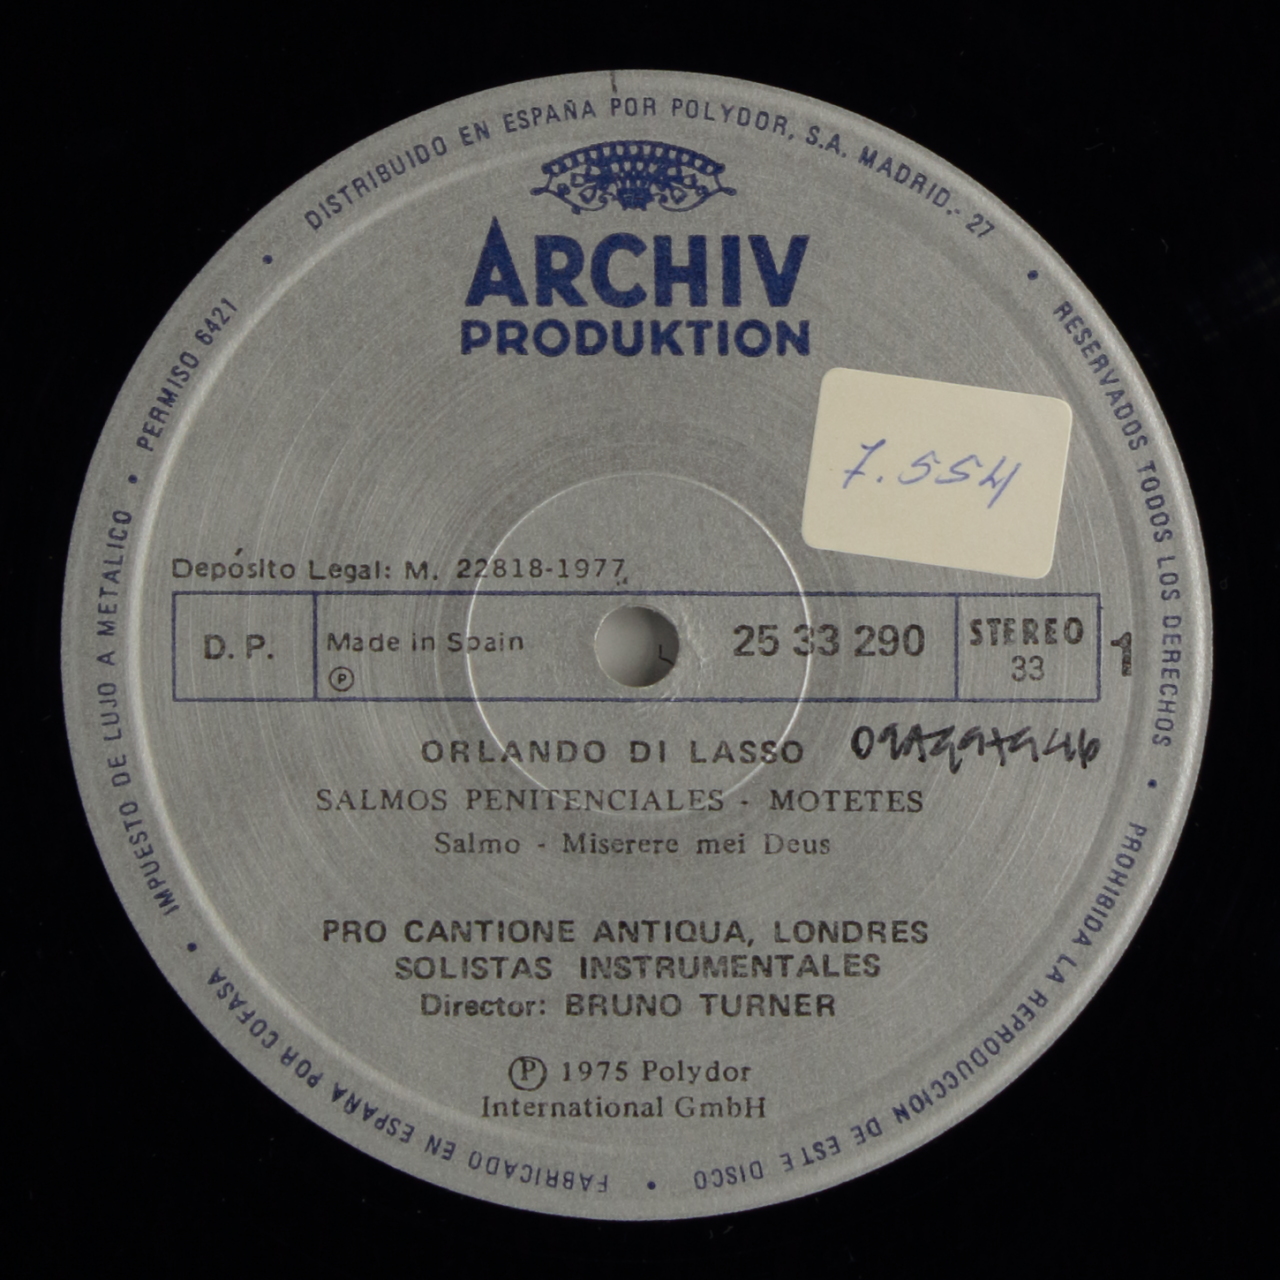 DISTRIBUIDO EN ESPAÑA POR POLYDOR, S.A. MADRID.- 27 • RESERVADOS TODOS LOS DERECHOS • PROHIBIDA LA REPRODUCCION DE ESTE DISCO • FABRICADO EN ESPAÑA POR COFASA • IMPUESTO DE LUJO A METALICO • PERMISO 6421 •
ARCHIV
PRODUKTION
7.554
Depósito Legal: M. 22818-1977
D. P.
Made in Spain
Ⓟ
25 33 290
STEREO
33
1
ORLANDO DI LASSO
SALMOS PENITENCIALES - MOTETES
Salmo - Miserere mei Deus
PRO CANTIONE ANTIQUA, LONDRES
SOLISTAS INSTRUMENTALES
Director: BRUNO TURNER
Ⓟ 1975 Polydor
International GmbH